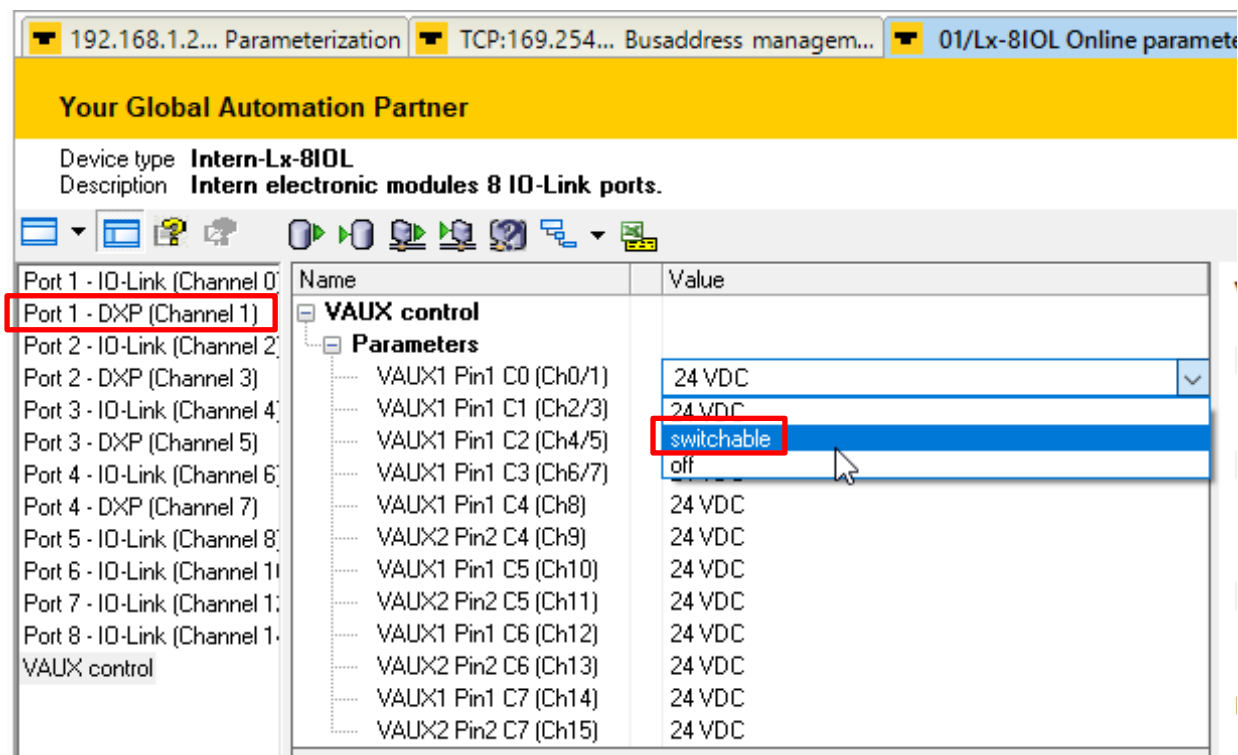 192.168.1.2... Parameterization TCP:169.254... Busaddress managem... 01/Lx-8IOL Online paramete
Your Global Automation Partner
Device type Intern-Lx-8IOL
Description Intern electronic modules 8 IO-Link ports.
Port 1 - IO-Link (Channel 0)
Port 1 - DXP (Channel 1)
Port 2 - IO-Link (Channel 2)
Port 2 - DXP (Channel 3)
Port 3 - IO-Link (Channel 4)
Port 3 - DXP (Channel 5)
Port 4 - IO-Link (Channel 6)
Port 4 - DXP (Channel 7)
Port 5 - IO-Link (Channel 8)
Port 6 - IO-Link (Channel 1
Port 7 - IO-Link (Channel 1
Port 8 - IO-Link (Channel 1
VAUX control
Name Value
VAUX control
Parameters
VAUX1 Pin1 C0 (Ch0/1) 24 VDC
VAUX1 Pin1 C1 (Ch2/3) 24 VDC
VAUX1 Pin1 C2 (Ch4/5) switchable
VAUX1 Pin1 C3 (Ch6/7) off
VAUX1 Pin1 C4 (Ch8) 24 VDC
VAUX2 Pin2 C4 (Ch9) 24 VDC
VAUX1 Pin1 C5 (Ch10) 24 VDC
VAUX2 Pin2 C5 (Ch11) 24 VDC
VAUX1 Pin1 C6 (Ch12) 24 VDC
VAUX2 Pin2 C6 (Ch13) 24 VDC
VAUX1 Pin1 C7 (Ch14) 24 VDC
VAUX2 Pin2 C7 (Ch15) 24 VDC